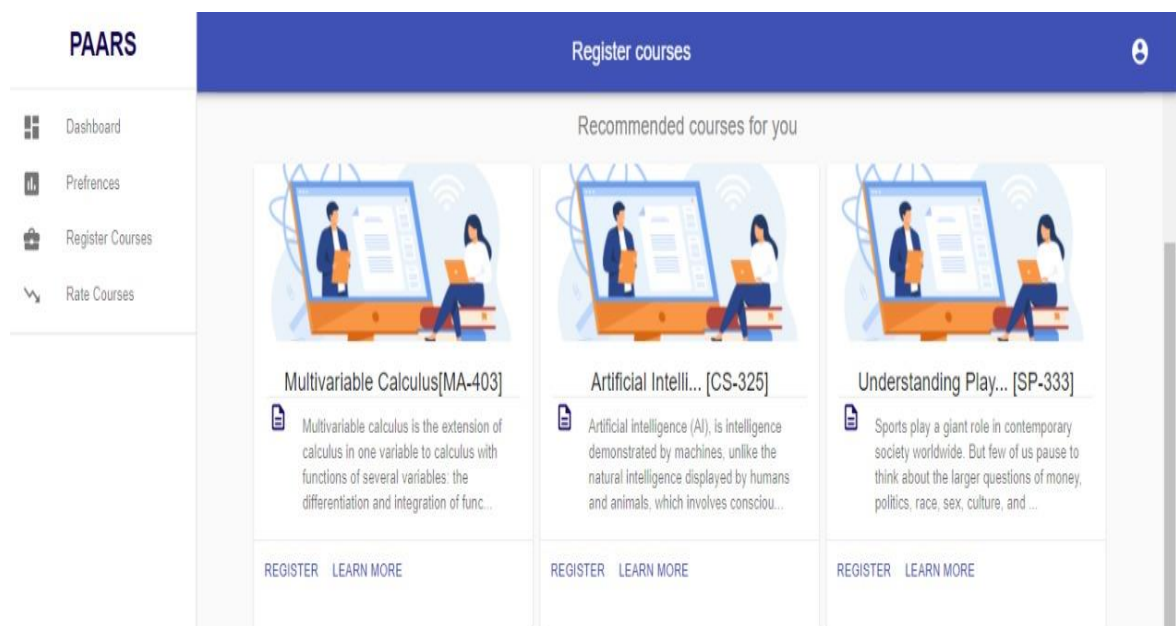 PAARS
Register courses
Dashboard
Prefrences
Register Courses
Rate Courses
Recommended courses for you
Multivariable Calculus[MA-403]
Multivariable calculus is the extension of
calculus in one variable to calculus with
functions of several variables: the
differentiation and integration of func...
REGISTER LEARN MORE
Artificial Intelli... [CS-325]
Artificial intelligence (AI), is intelligence
demonstrated by machines, unlike the
natural intelligence displayed by humans
and animals, which involves consciou...
REGISTER LEARN MORE
Understanding Play... [SP-333]
Sports play a giant role in contemporary
society worldwide. But few of us pause to
think about the larger questions of money,
politics, race, sex, culture, and ...
REGISTER LEARN MORE